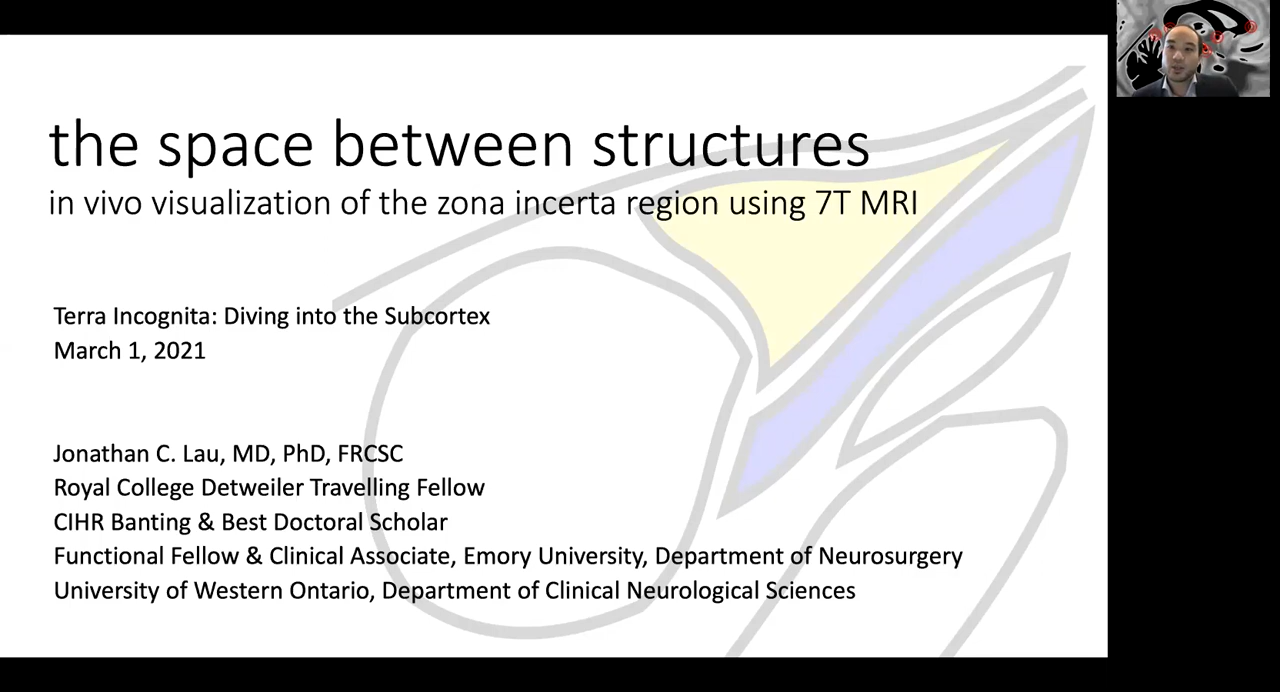 the space between structures
in vivo visualization of the zona incerta region using 7T MRI
Terra Incognita: Diving into the Subcortex
March 1, 2021
Jonathan C. Lau, MD, PhD, FRCSC
Royal College Detweiler Travelling Fellow
CIHR Banting & Best Doctoral Scholar
Functional Fellow & Clinical Associate, Emory University, Department of Neurosurgery
University of Western Ontario, Department of Clinical Neurological Sciences